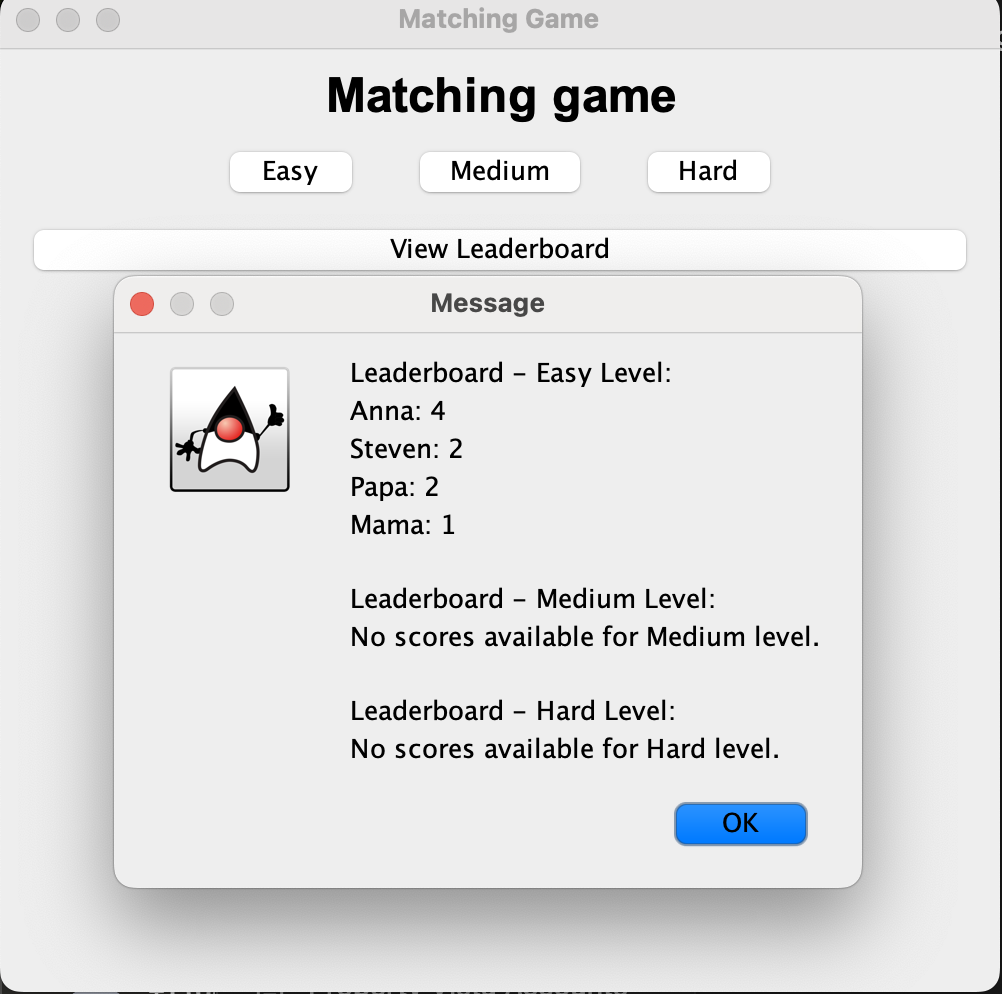 Matching Game
Matching game
Easy Medium Hard
View Leaderboard
Message
Leaderboard – Easy Level:
Anna: 4
Steven: 2
Papa: 2
Mama: 1
Leaderboard – Medium Level:
No scores available for Medium level.
Leaderboard – Hard Level:
No scores available for Hard level.
OK